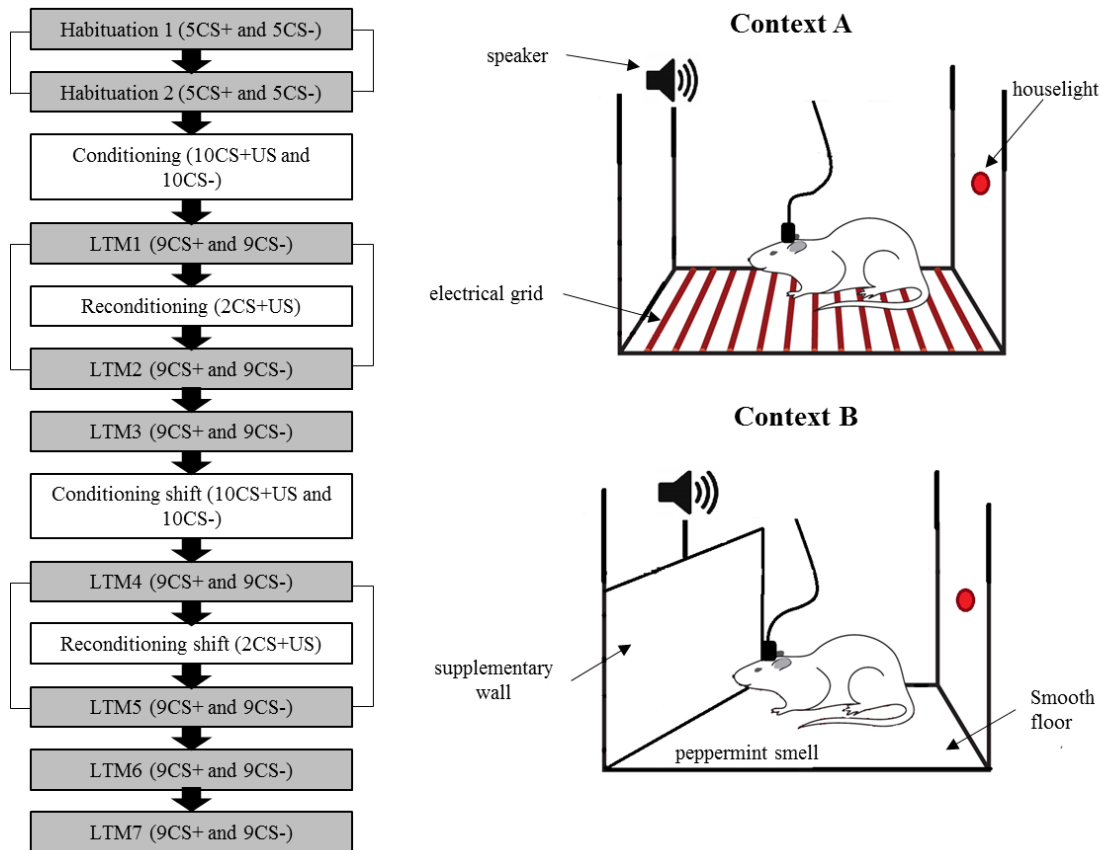 Habituation 1 (5CS+ and 5CS-)
Habituation 2 (5CS+ and 5CS-)
Conditioning (10CS+US and
10CS-)
LTM1 (9CS+ and 9CS-)
Reconditioning (2CS+US)
LTM2 (9CS+ and 9CS-)
LTM3 (9CS+ and 9CS-)
Conditioning shift (10CS+US and
10CS-)
LTM4 (9CS+ and 9CS-)
Reconditioning shift (2CS+US)
LTM5 (9CS+ and 9CS-)
LTM6 (9CS+ and 9CS-)
LTM7 (9CS+ and 9CS-)
Context A
speaker
houselight
electrical grid
Context B
supplementary
wall
Smooth
floor
peppermint smell